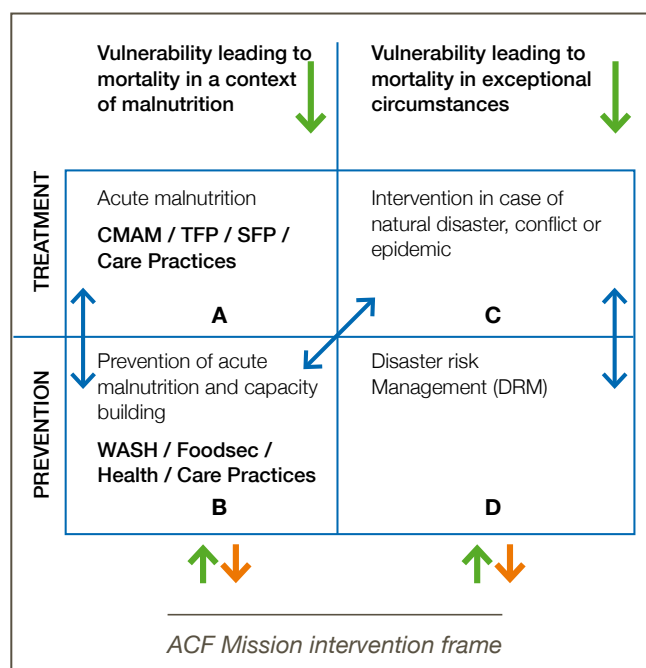 Vulnerability leading to
mortality in a context
of malnutrition
Vulnerability leading to
mortality in exceptional
circumstances
TREATMENT
Acute malnutrition
CMAM / TFP / SFP /
Care Practices
A
Intervention in case of
natural disaster, conflict or
epidemic
C
PREVENTION
Prevention of acute
malnutrition and capacity
building
WASH / Foodsec /
Health / Care Practices
B
Disaster risk
Management (DRM)
D
ACF Mission intervention frame